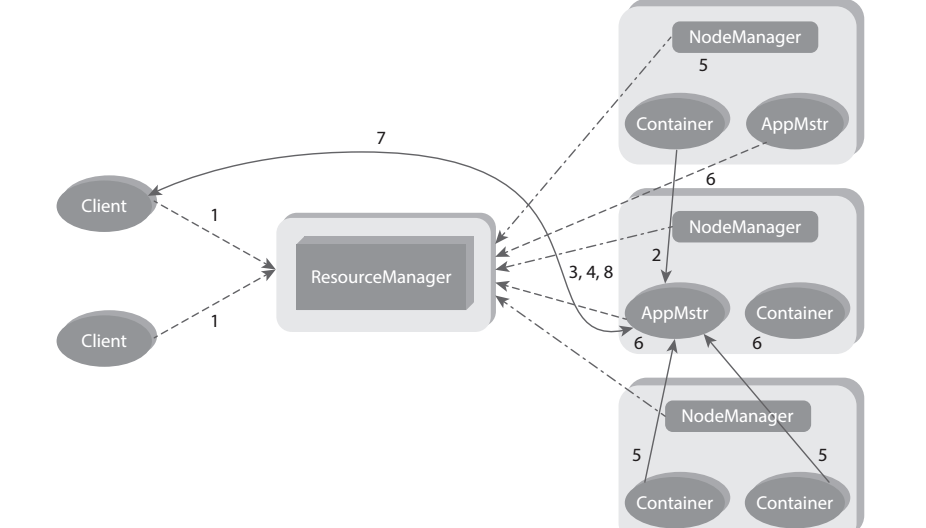 NodeManager
5
Container
AppMstr
7
6
Client
1
NodeManager
2
ResourceManager
3, 4, 8
AppMstr
Container
1
6
6
Client
NodeManager
5
5
Container
Container